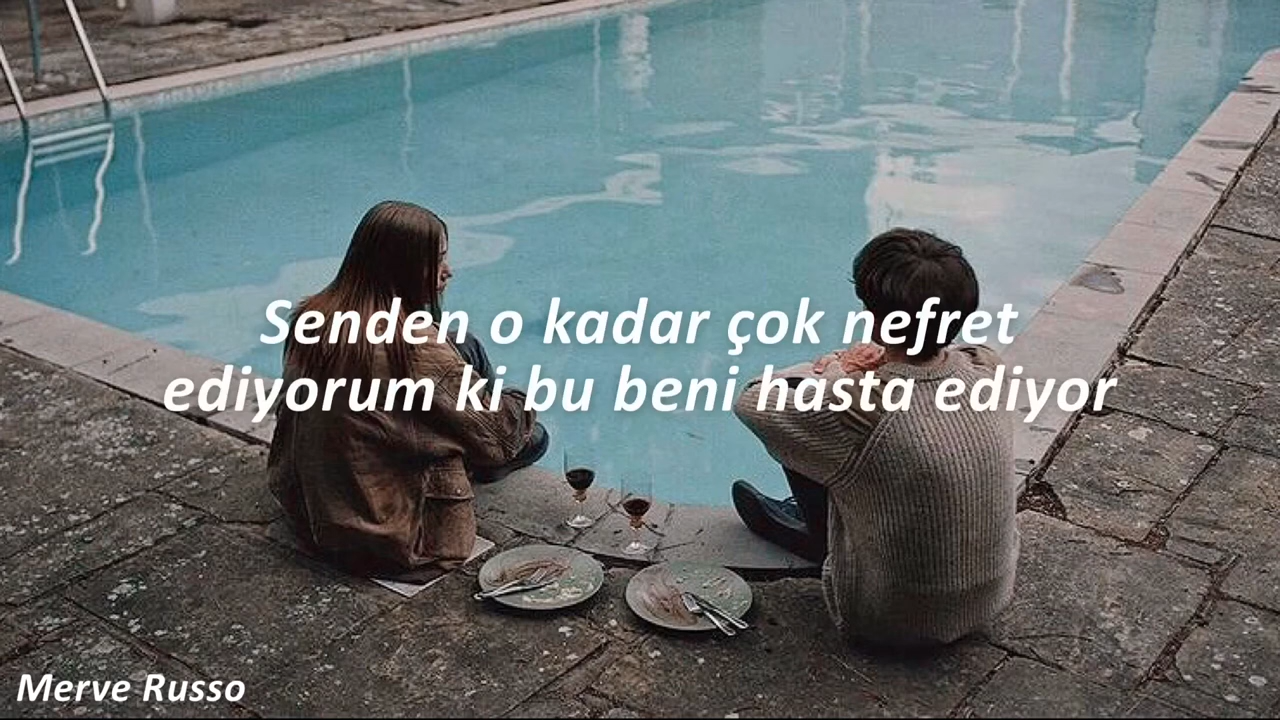 Senden o kadar çok nefret
ediyorum ki bu beni hasta ediyor
Merve Russo